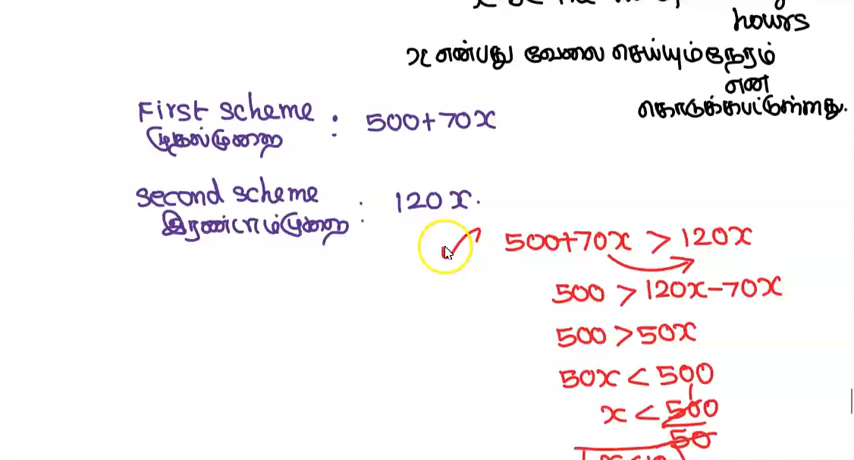 hours
x என்பது வேலை செய்யும் நேரம்
என
கொடுக்கப்பட்டுள்ளது.
First scheme : 500+70x
முதல் முறை
second scheme : 120x.
இரண்டாம் முறை
500+70x > 120x
500 > 120x-70x
500 > 50x
50x < 500
x < 500
50